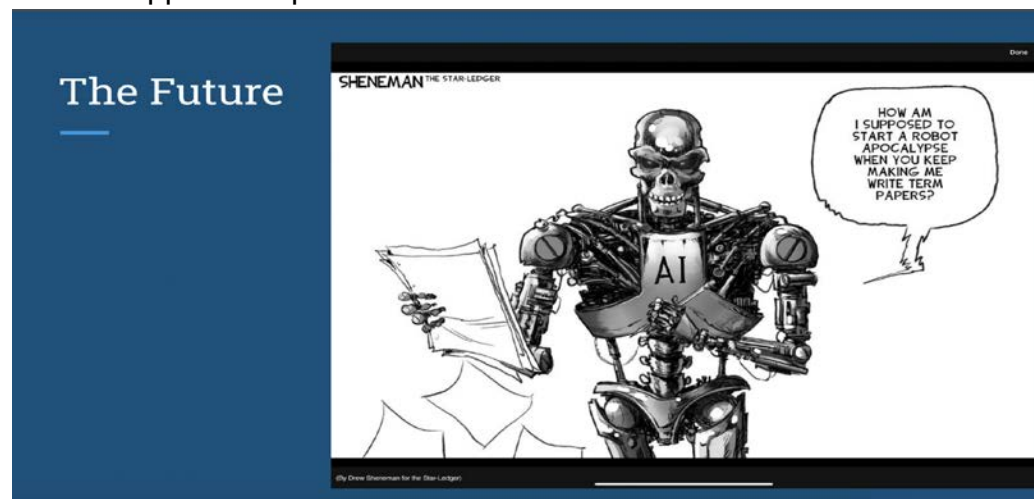 The Future
Done
SHENEMAN THE STAR-LEDGER
HOW AM
I SUPPOSED TO
START A ROBOT
APOCALYPSE
WHEN YOU KEEP
MAKING ME
WRITE TERM
PAPERS?
AI
(By Drew Sheneman for the Star-Ledger)